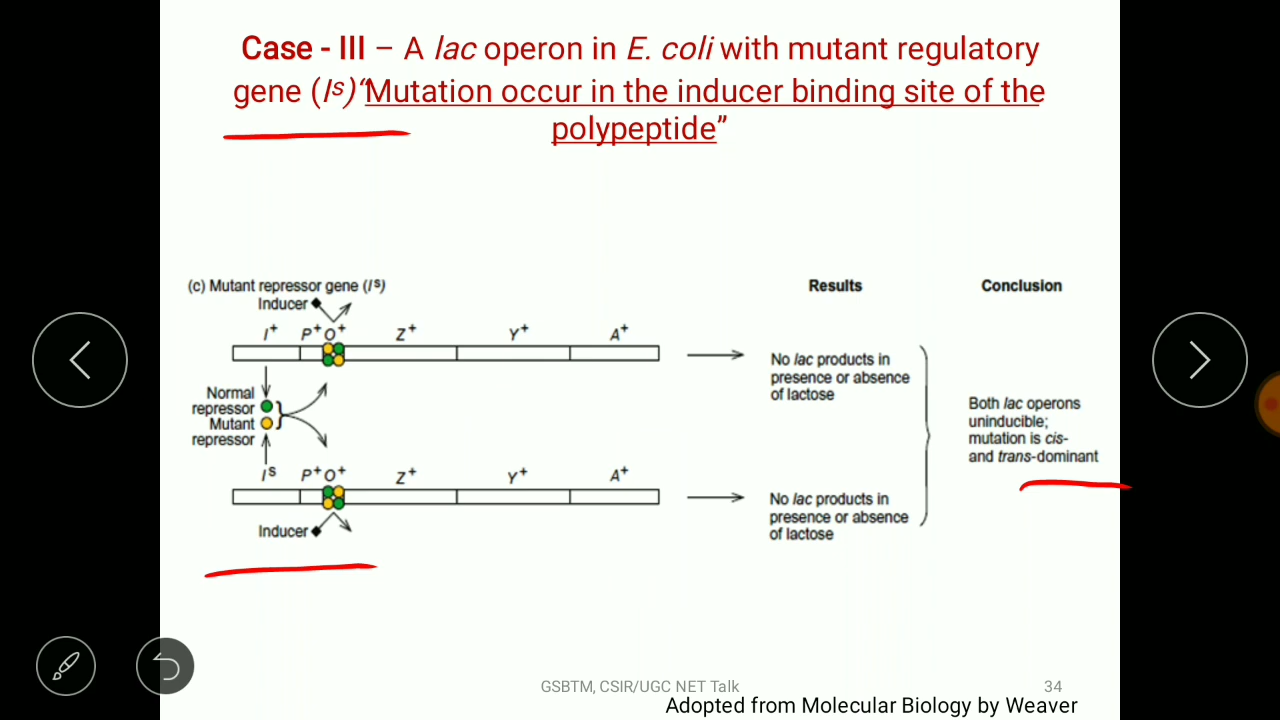 Case - III – A lac operon in E. coli with mutant regulatory
gene (Iˢ)“Mutation occur in the inducer binding site of the
polypeptide”
(c) Mutant repressor gene (Iˢ)
Inducer
I⁺ P⁺O⁺ Z⁺ Y⁺ A⁺
Normal
repressor
Mutant
repressor
Iˢ P⁺O⁺ Z⁺ Y⁺ A⁺
Inducer
Results
No lac products in
presence or absence
of lactose
No lac products in
presence or absence
of lactose
Conclusion
Both lac operons
uninducible;
mutation is cis-
and trans-dominant
GSBTM, CSIR/UGC NET Talk
34
Adopted from Molecular Biology by Weaver